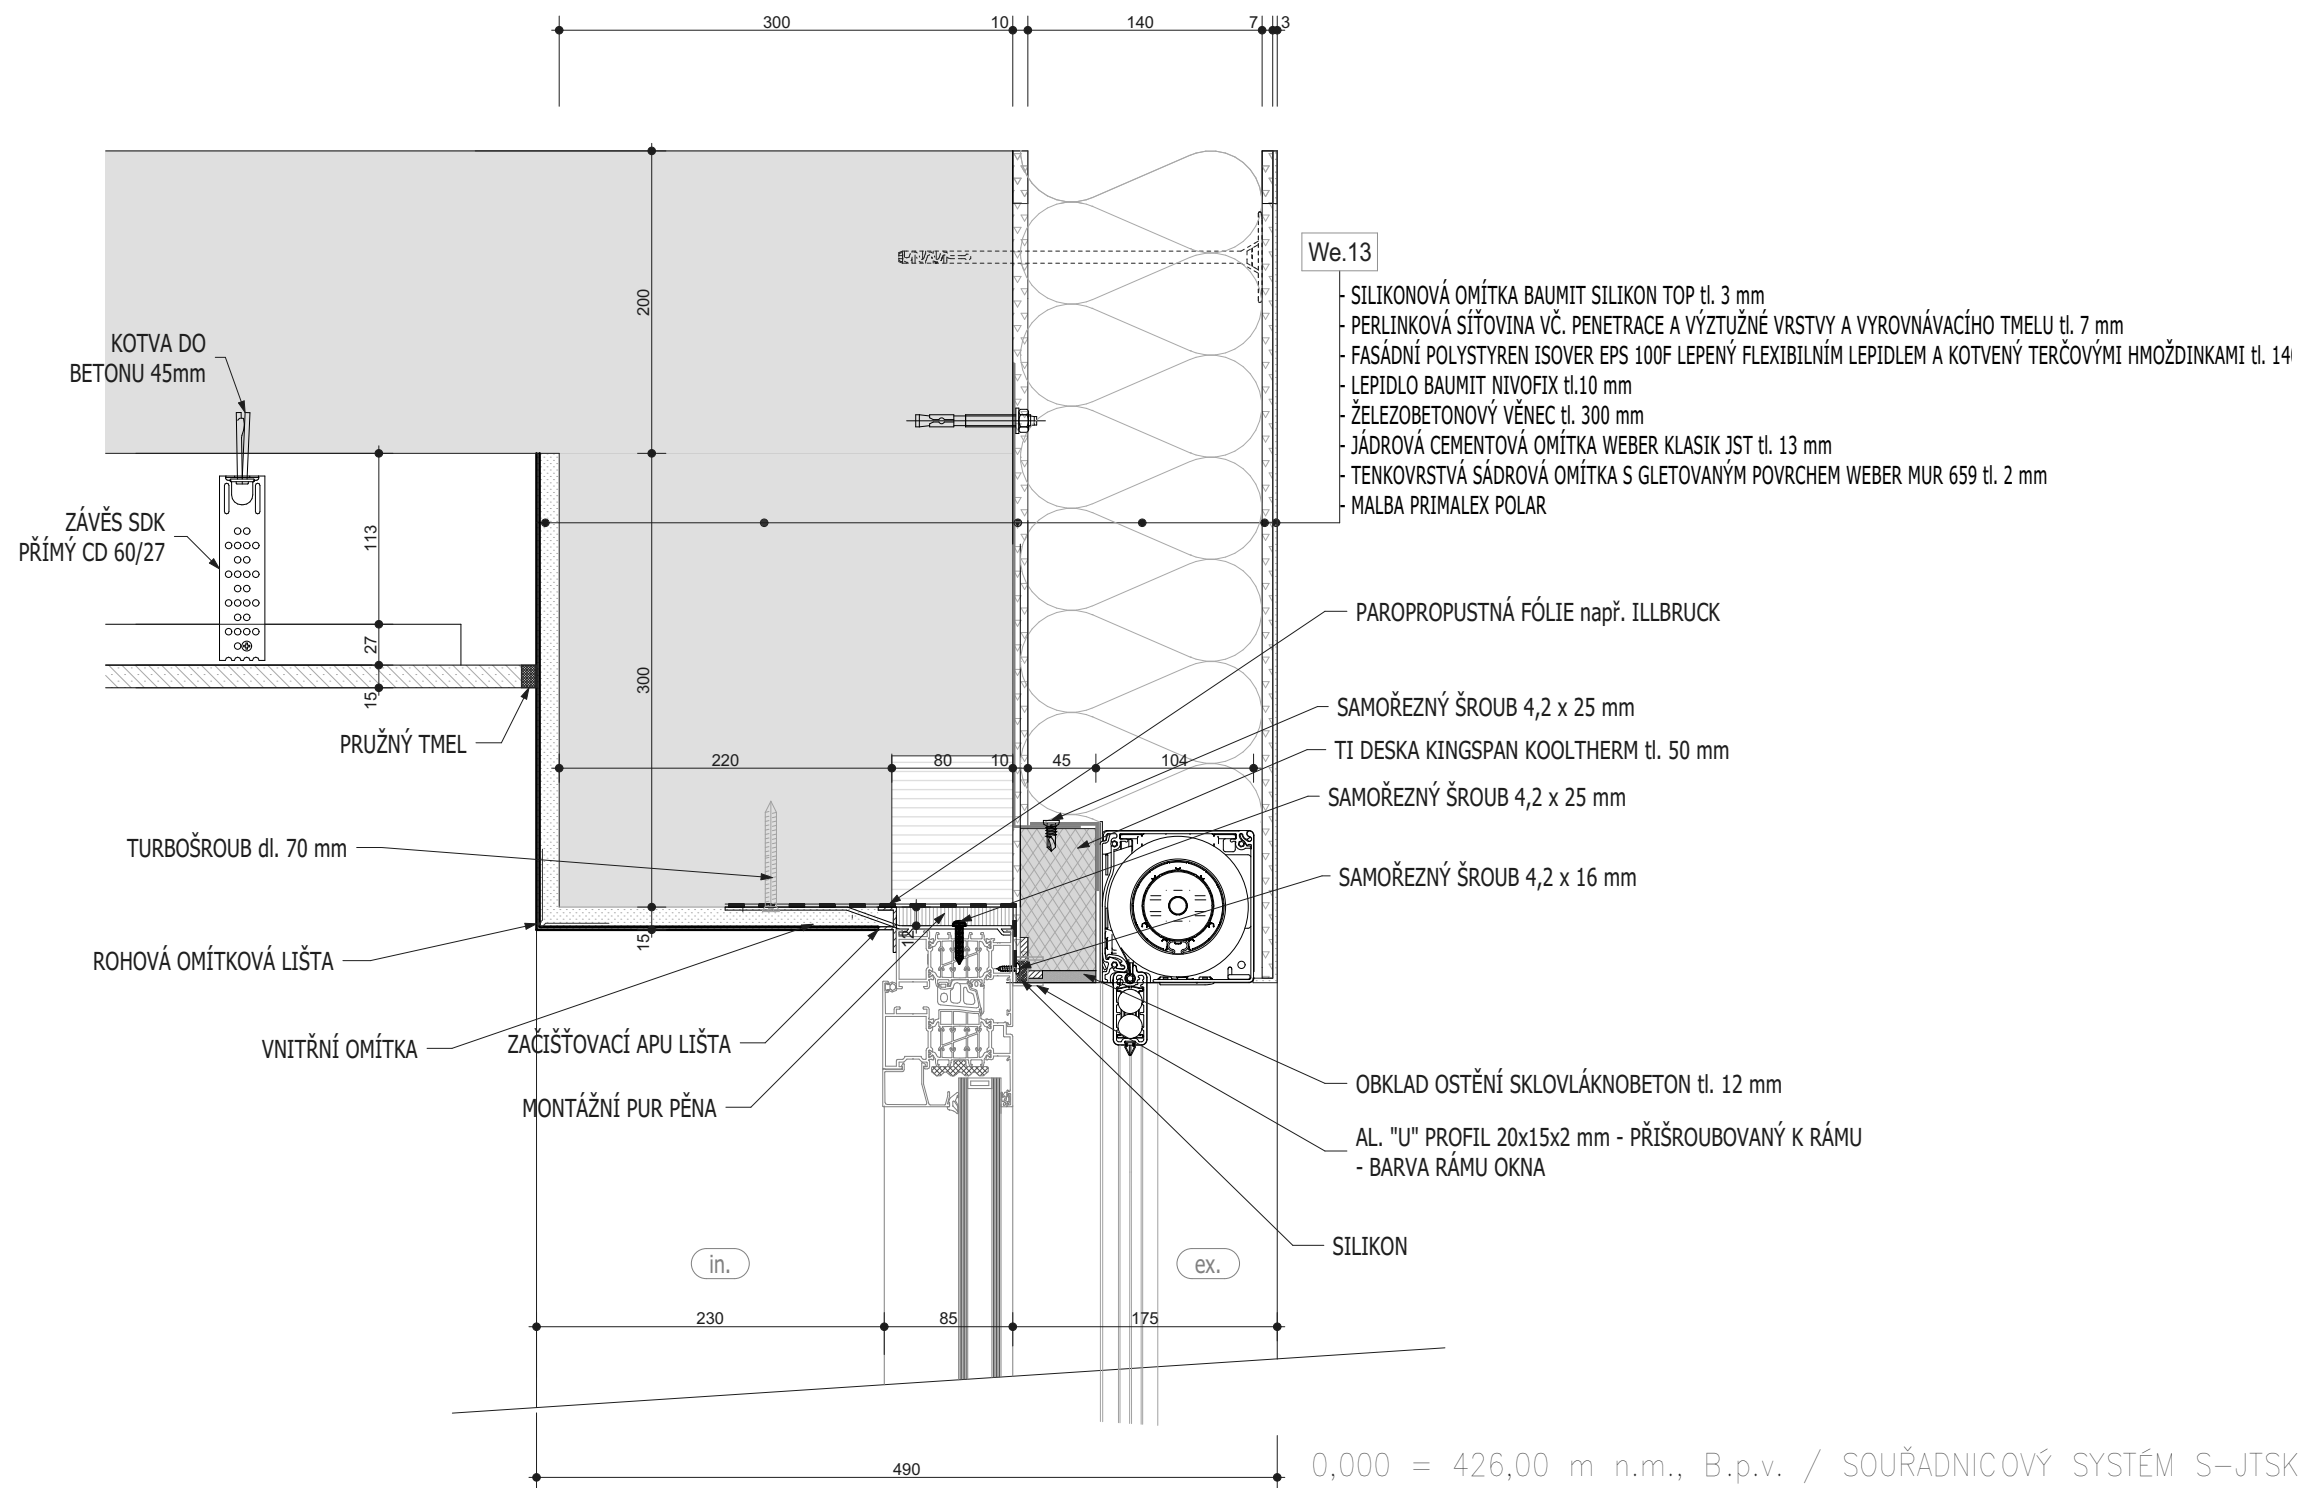 300
10
140
7
3
We.13
- SILIKONOVÁ OMÍTKA BAUMIT SILIKON TOP tl. 3 mm
- PERLINKOVÁ SÍŤOVINA VČ. PENETRACE A VÝZTUŽNÉ VRSTVY A VYROVNÁVACÍHO TMELU tl. 7 mm
- FASÁDNÍ POLYSTYREN ISOVER EPS 100F LEPENÝ FLEXIBILNÍM LEPIDLEM A KOTVENÝ TERČOVÝMI HMOŽDINKAMI tl.
- LEPIDLO BAUMIT NIVOFIX tl.10 mm
- ŽELEZOBETONOVÝ VĚNEC tl. 300 mm
- JÁDROVÁ CEMENTOVÁ OMÍTKA WEBER KLASIK JST tl. 13 mm
- TENKOVRSTVÁ SÁDROVÁ OMÍTKA S GLETOVANÝM POVRCHEM WEBER MUR 659 tl. 2 mm
- MALBA PRIMALEX POLAR
200
KOTVA DO
BETONU 45mm
ZÁVĚS SDK
PŘÍMÝ CD 60/27
113
27
15
300
PAROPROPUSTNÁ FÓLIE např. ILLBRUCK
SAMOŘEZNÝ ŠROUB 4,2 x 25 mm
PRUŽNÝ TMEL
TI DESKA KINGSPAN KOOLTHERM tl. 50 mm
220
80
10
45
104
SAMOŘEZNÝ ŠROUB 4,2 x 25 mm
TURBOŠROUB dl. 70 mm
SAMOŘEZNÝ ŠROUB 4,2 x 16 mm
15
12
ROHOVÁ OMÍTKOVÁ LIŠTA
VNITŘNÍ OMÍTKA
ZAČIŠŤOVACÍ APU LIŠTA
MONTÁŽNÍ PUR PĚNA
OBKLAD OSTĚNÍ SKLOVLÁKNOBETON tl. 12 mm
AL. "U" PROFIL 20x15x2 mm - PŘIŠROUBOVANÝ K RÁMU
- BARVA RÁMU OKNA
SILIKON
in.
ex.
230
85
175
490
0,000 = 426,00 m n.m., B.p.v. / SOUŘADNICOVÝ SYSTÉM S-JTSK